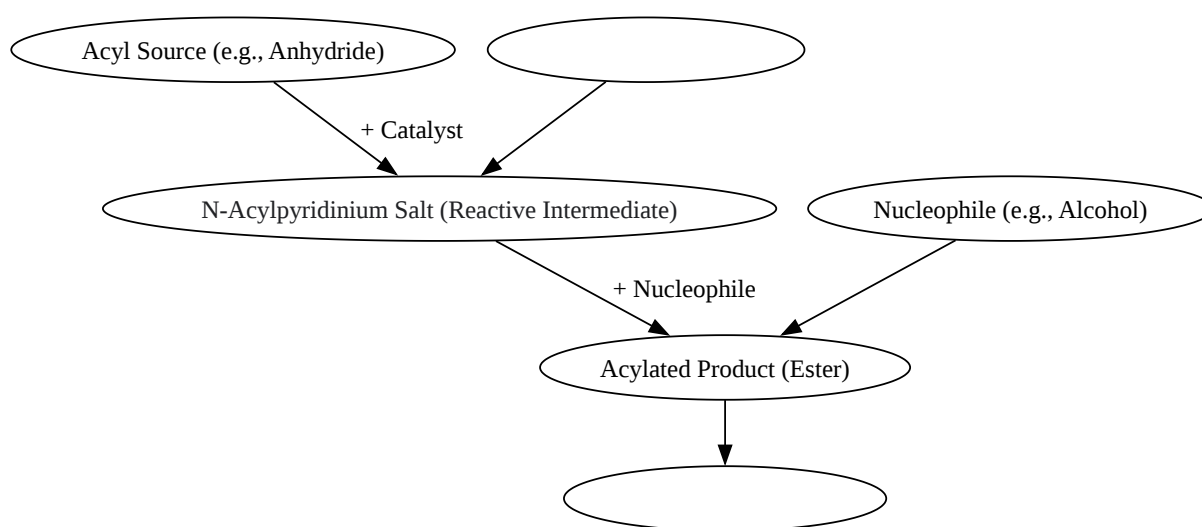 Acyl Source (e.g., Anhydride)
+ Catalyst
N-Acylpyridinium Salt (Reactive Intermediate)
Nucleophile (e.g., Alcohol)
+ Nucleophile
Acylated Product (Ester)